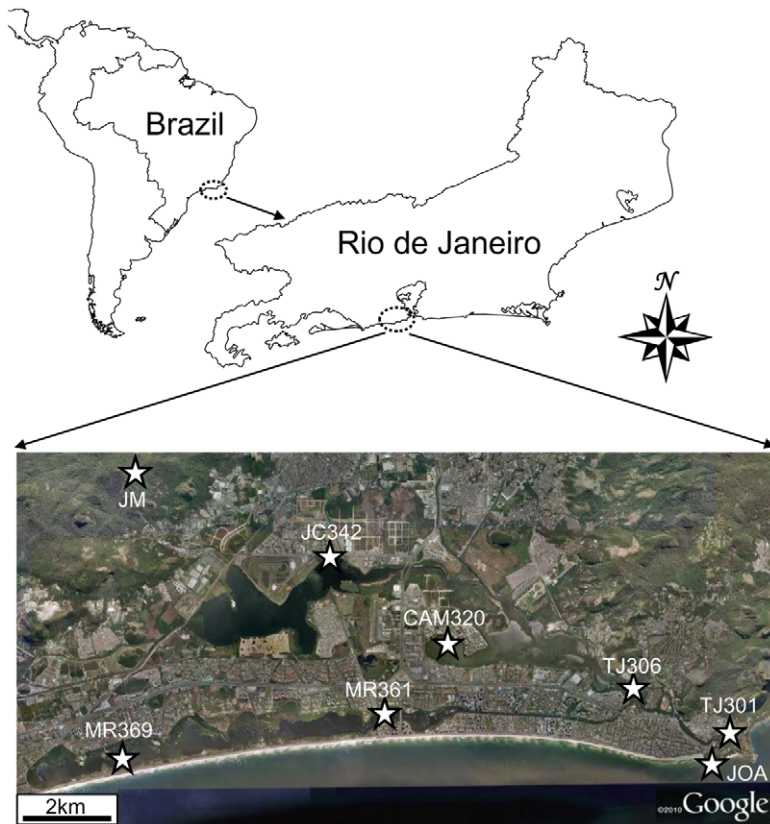 Brazil
Rio de Janeiro
N
JM
JC342
CAM320
TJ306
MR361
TJ301
MR369
JOA
2km
©2010 Google